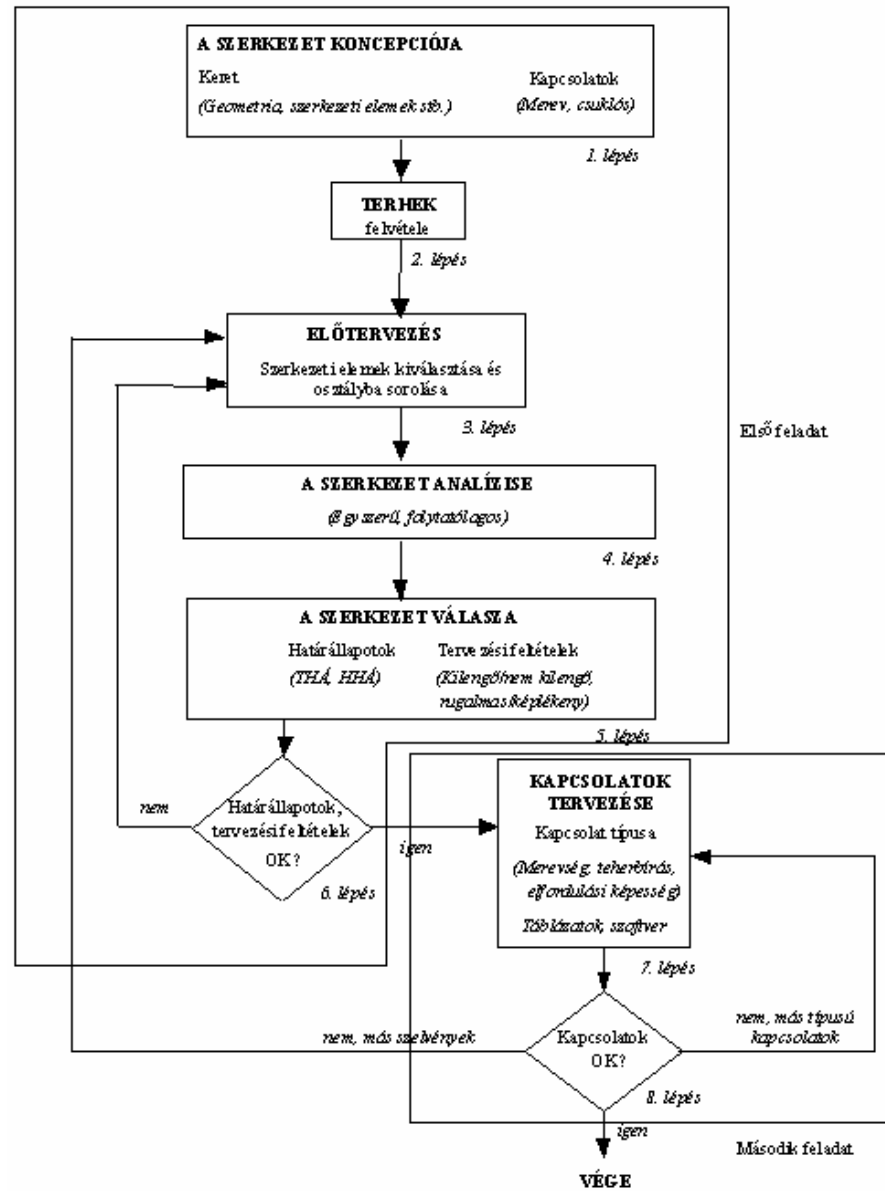 A SZERKEZET KONCEPCIÓJA
Keret
(Geometria, szerkezeti elemek stb.)
Kapcsolatok
(Merev, csuklós)
1. lépés
TERHEK
felvétele
2. lépés
ELŐTERVEZÉS
Szerkezeti elemek kiválasztása és
osztályba sorolása
3. lépés
Első feladat
A SZERKEZET ANALÍZISE
(Egyszerű, folytatólagos)
4. lépés
A SZERKEZET VÁLASZA
Határállapotok
(THÁ, HHÁ)
Tervezési feltételek
(Kilengő/nem kilengő,
rugalmas/képlékeny)
5. lépés
nem
Határállapotok,
tervezési feltételek
OK?
igen
6. lépés
KAPCSOLATOK
TERVEZÉSE
Kapcsolat típusa
(Merevség, teherbírás,
elfordulási képesség)
Táblázatok, szoftver
7. lépés
nem, más szelvények
Kapcsolatok
OK?
nem, más típusú
kapcsolatok
8. lépés
igen
Második feladat
VÉGE